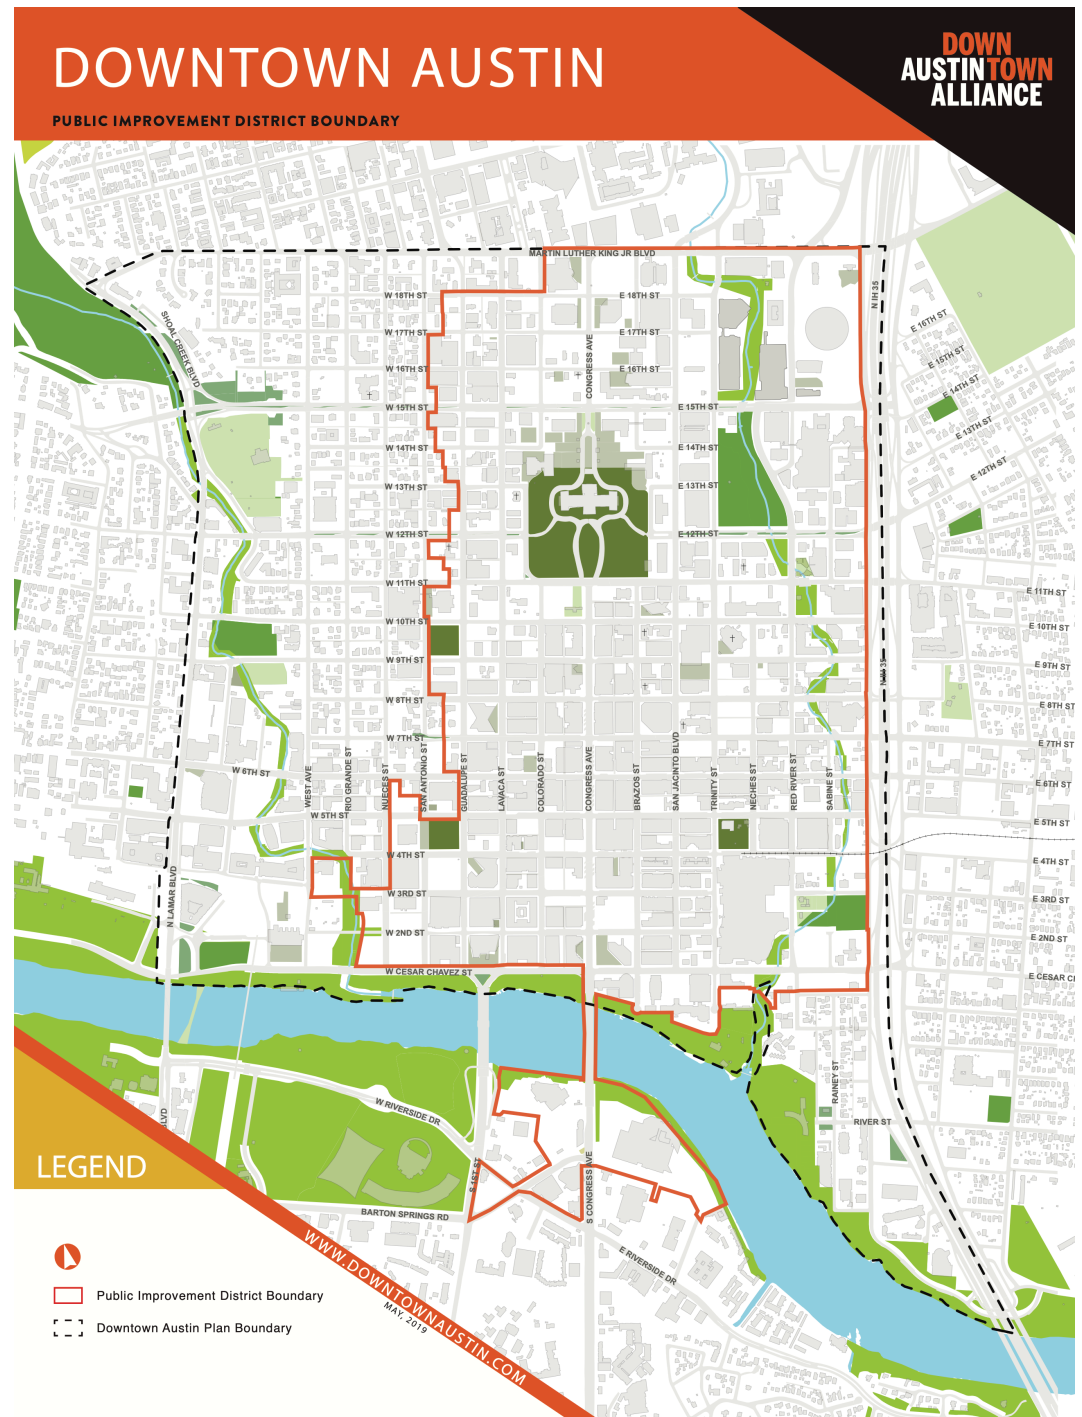 DOWNTOWN AUSTIN
PUBLIC IMPROVEMENT DISTRICT BOUNDARY
DOWN
AUSTINTOWN
ALLIANCE
MARTIN LUTHER KING JR BLVD
W 18TH ST
E 18TH ST
N IH 35
SHOAL CREEK BLVD
W 17TH ST
E 17TH ST
E 16TH ST
W 16TH ST
E 16TH ST
CONGRESS AVE
E 15TH ST
E 14TH ST
W 15TH ST
E 15TH ST
E 13TH ST
W 14TH ST
E 14TH ST
E 12TH ST
W 13TH ST
E 13TH ST
W 12TH ST
E 12TH ST
W 11TH ST
E 11TH ST
W 10TH ST
E 10TH ST
W 9TH ST
E 9TH ST
N IH 35
W 8TH ST
E 8TH ST
W 7TH ST
E 7TH ST
W 6TH ST
E 6TH ST
WEST AVE
RIO GRANDE ST
NUECES ST
SAN ANTONIO ST
GUADALUPE ST
LAVACA ST
COLORADO ST
CONGRESS AVE
BRAZOS ST
SAN JACINTO BLVD
TRINITY ST
NECHES ST
RED RIVER ST
SABINE ST
W 5TH ST
E 5TH ST
W 4TH ST
E 4TH ST
N LAMAR BLVD
W 3RD ST
E 3RD ST
W 2ND ST
E 2ND ST
W CESAR CHAVEZ ST
E CESAR C
RAINEY ST
W RIVERSIDE DR
RIVER ST
LVD
S 1ST ST
S CONGRESS AVE
BARTON SPRINGS RD
E RIVERSIDE DR
LEGEND
Public Improvement District Boundary
Downtown Austin Plan Boundary
WWW.DOWNTOWNAUSTIN.COM
MAY, 2019